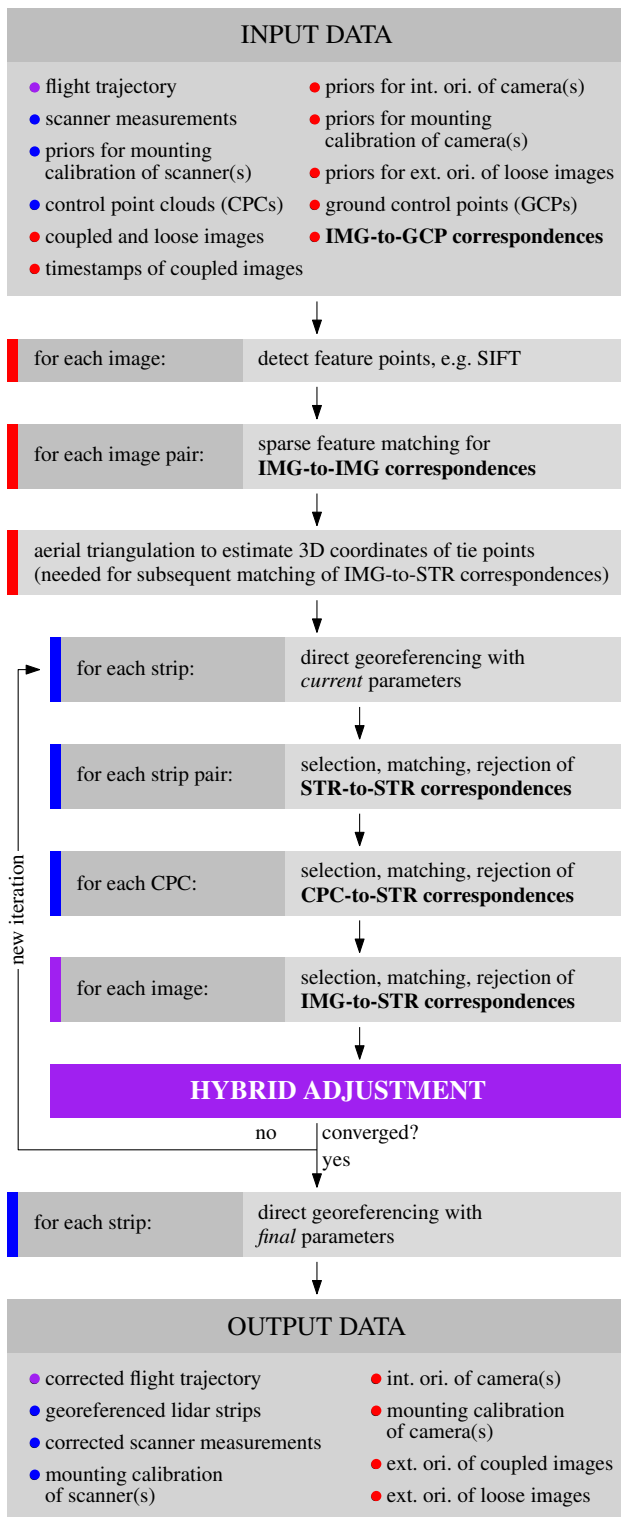 INPUT DATA
flight trajectory
scanner measurements
priors for mounting
calibration of scanner(s)
control point clouds (CPCs)
coupled and loose images
timestamps of coupled images
priors for int. ori. of camera(s)
priors for mounting
calibration of camera(s)
priors for ext. ori. of loose images
ground control points (GCPs)
IMG-to-GCP correspondences
for each image:
detect feature points, e.g. SIFT
for each image pair:
sparse feature matching for
IMG-to-IMG correspondences
aerial triangulation to estimate 3D coordinates of tie points
(needed for subsequent matching of IMG-to-STR correspondences)
for each strip:
direct georeferencing with
current parameters
for each strip pair:
selection, matching, rejection of
STR-to-STR correspondences
for each CPC:
selection, matching, rejection of
CPC-to-STR correspondences
for each image:
selection, matching, rejection of
IMG-to-STR correspondences
new iteration
HYBRID ADJUSTMENT
no
converged?
yes
for each strip:
direct georeferencing with
final parameters
OUTPUT DATA
corrected flight trajectory
georeferenced lidar strips
corrected scanner measurements
mounting calibration
of scanner(s)
int. ori. of camera(s)
mounting calibration
of camera(s)
ext. ori. of coupled images
ext. ori. of loose images